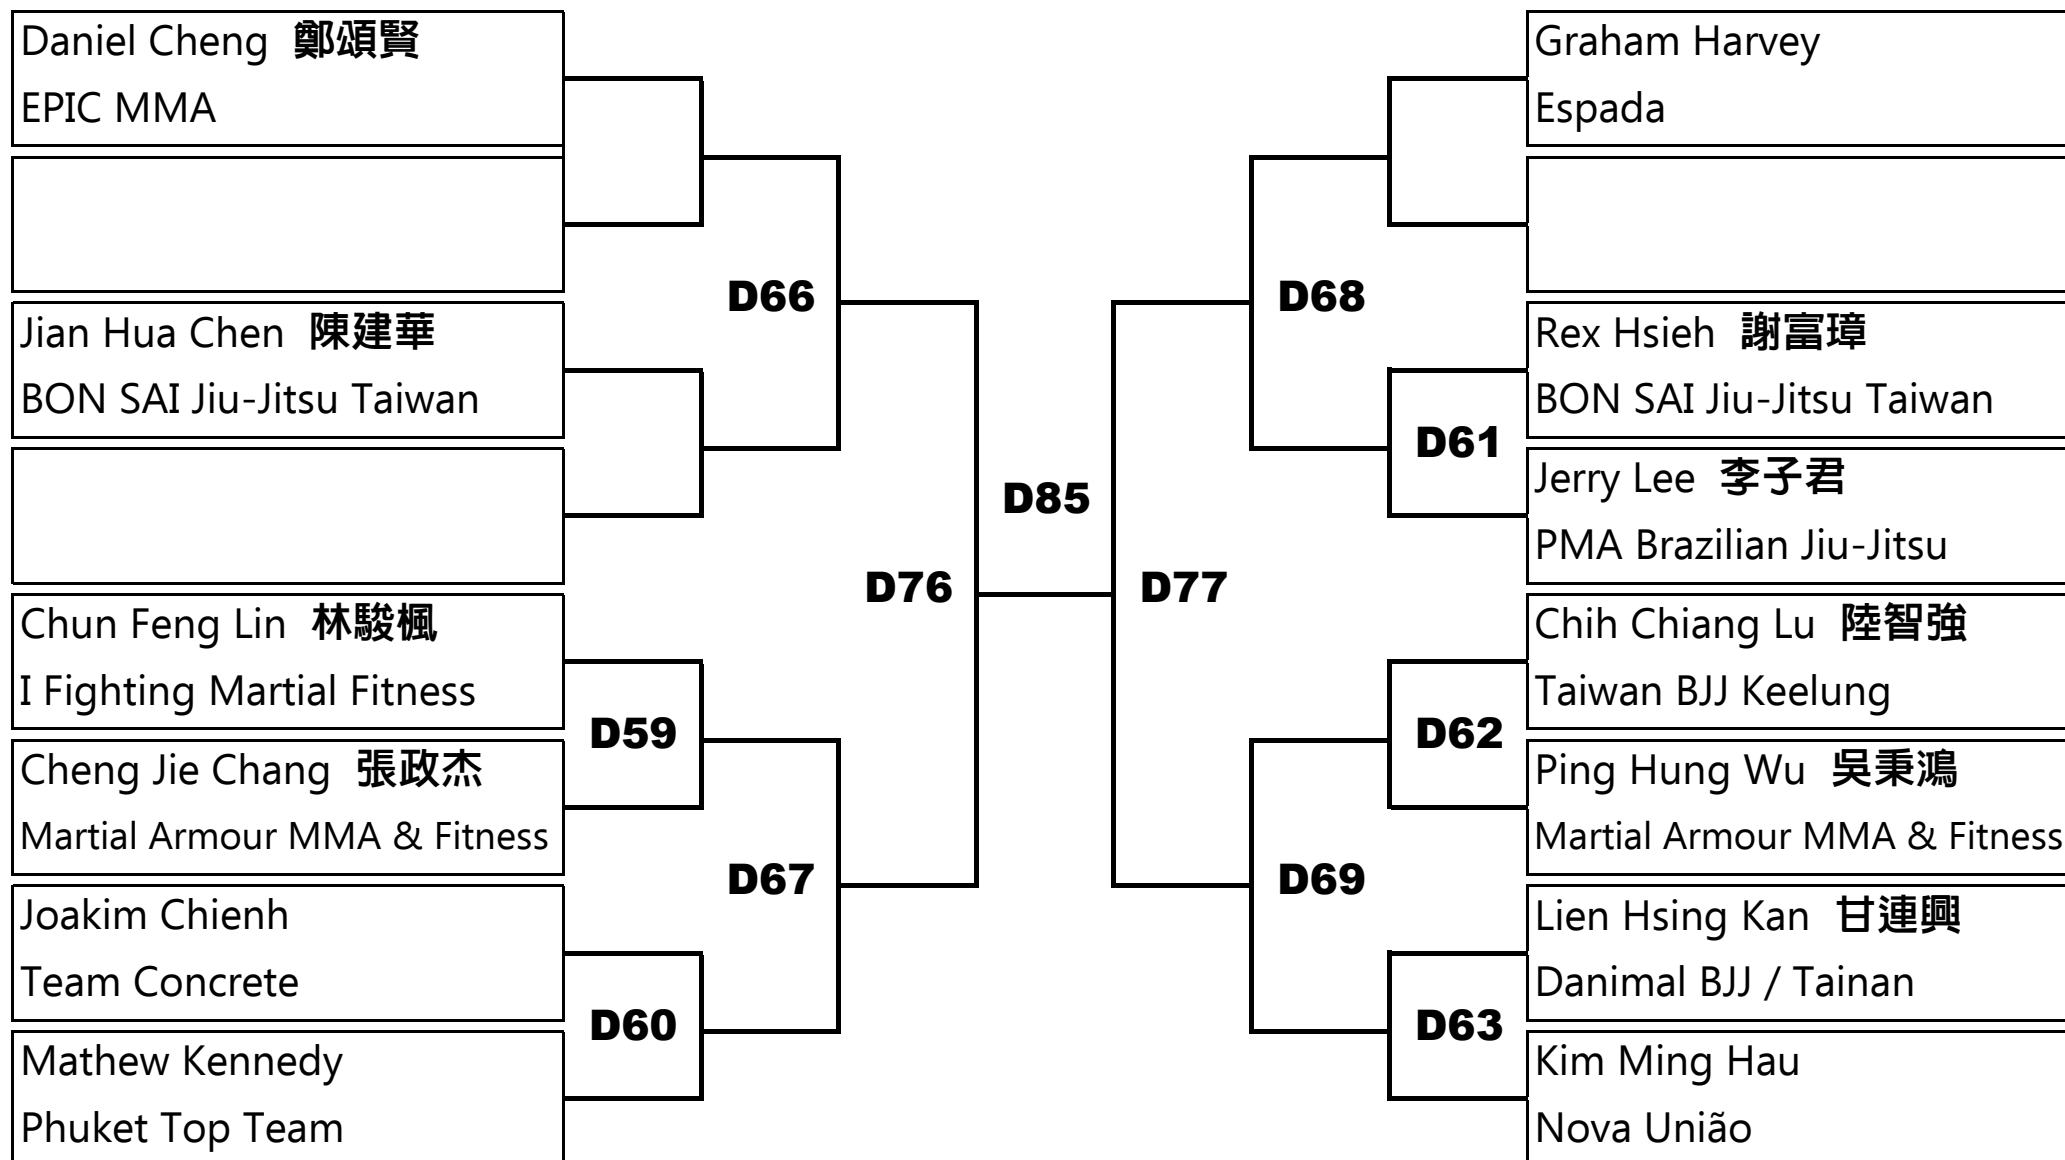 Daniel Cheng 鄭頌賢
EPIC MMA
Jian Hua Chen 陳建華
BON SAI Jiu-Jitsu Taiwan
Chun Feng Lin 林駿楓
I Fighting Martial Fitness
Cheng Jie Chang 張政杰
Martial Armour MMA & Fitness
Joakim Chienh
Team Concrete
Mathew Kennedy
Phuket Top Team
D59
D60
D66
D67
D76
D85
D77
D68
D69
D61
D62
D63
Graham Harvey
Espada
Rex Hsieh 謝富璋
BON SAI Jiu-Jitsu Taiwan
Jerry Lee 李子君
PMA Brazilian Jiu-Jitsu
Chih Chiang Lu 陸智強
Taiwan BJJ Keelung
Ping Hung Wu 吳秉鴻
Martial Armour MMA & Fitness
Lien Hsing Kan 甘連興
Danimal BJJ / Tainan
Kim Ming Hau
Nova União